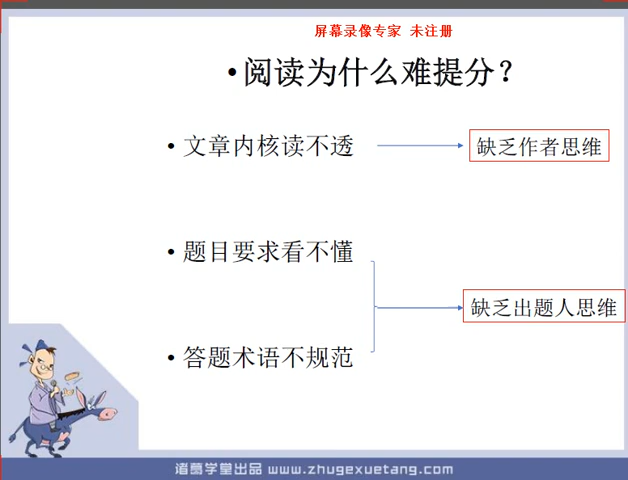 屏幕录像专家 未注册
•阅读为什么难提分？
• 文章内核读不透
缺乏作者思维
• 题目要求看不懂
缺乏出题人思维
• 答题术语不规范
诸葛学堂出品 www.zhugexuetang.com